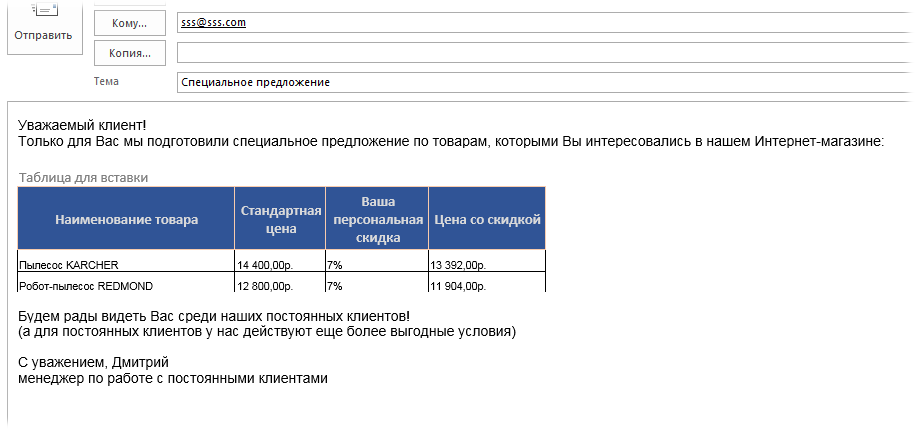 Отправить
Кому...
sss@sss.com
Копия...
Тема
Специальное предложение
Уважаемый клиент!
Только для Вас мы подготовили специальное предложение по товарам, которыми Вы интересовались в нашем Интернет-магазине:
Таблица для вставки
Наименование товара
Стандартная
цена
Ваша
персональная
скидка
Цена со скидкой
Пылесос KARCHER 14 400,00р. 7% 13 392,00р.
Робот-пылесос REDMOND 12 800,00р. 7% 11 904,00р.
Будем рады видеть Вас среди наших постоянных клиентов!
(а для постоянных клиентов у нас действуют еще более выгодные условия)
С уважением, Дмитрий
менеджер по работе с постоянными клиентами